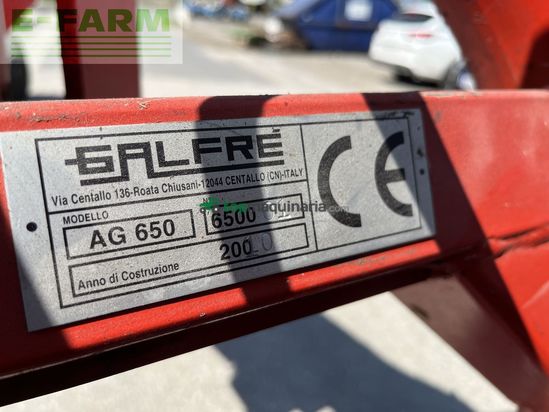 E-FARM
GALFRÉ
Via Centallo 136-Roata Chiusani-12044 CENTALLO (CN)-ITALY
MODELLO
AG 650
6500
Anno di Costruzione
200
CE